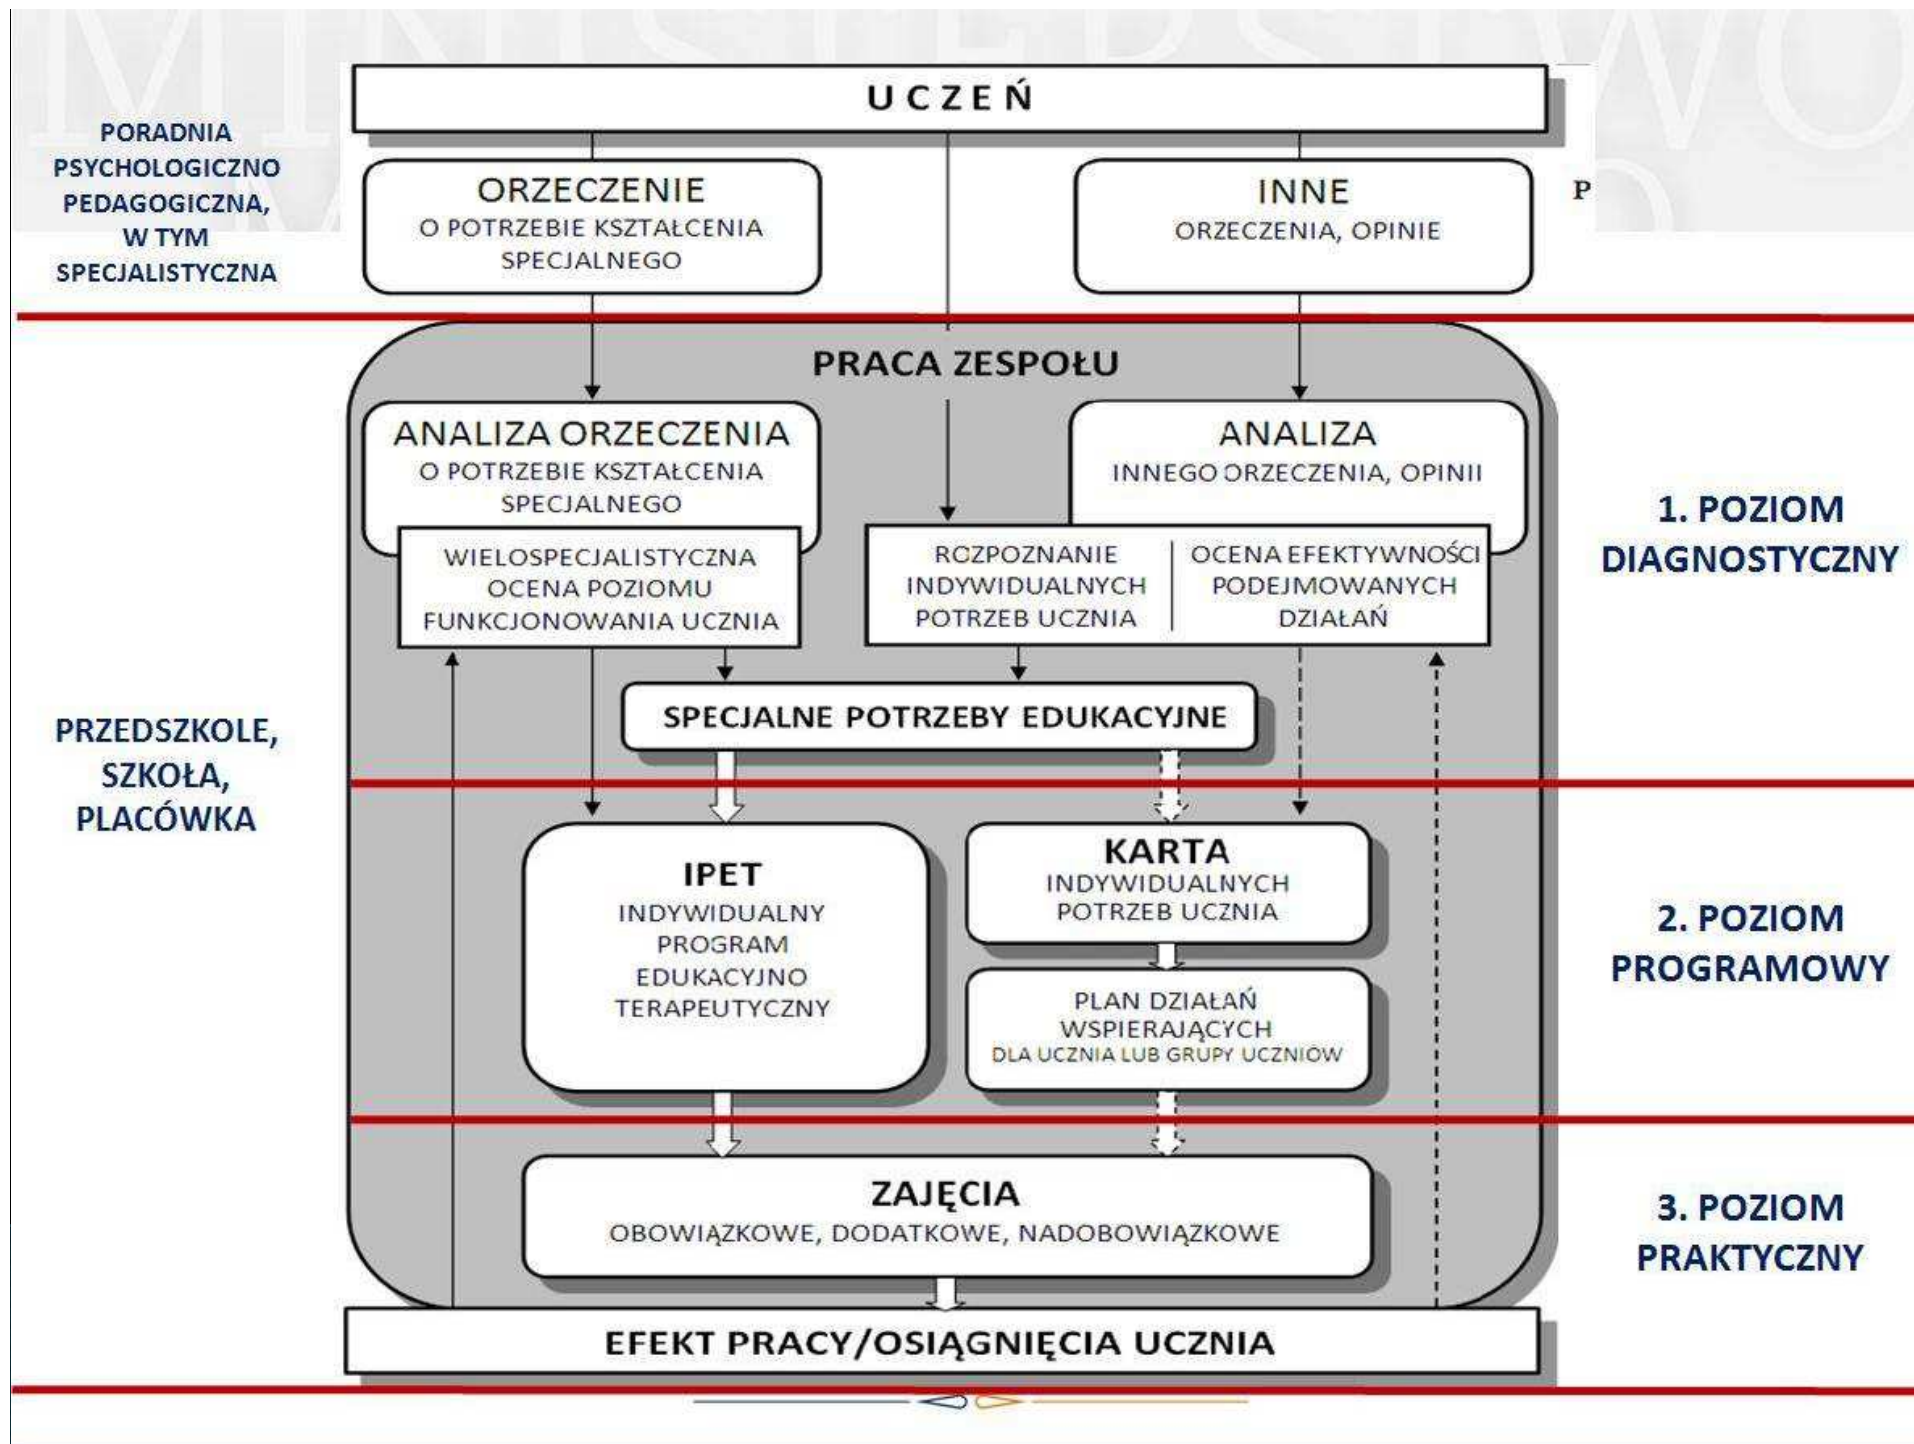 MINISTERSTWO
UCZEŃ
PORADNIA
PSYCHOLOGICZNO
PEDAGOGICZNA,
W TYM
SPECJALISTYCZNA
ORZECZENIE
O POTRZEBIE KSZTAŁCENIA
SPECJALNEGO
INNE
ORZECZENIA, OPINIE
P
PRACA ZESPOŁU
ANALIZA ORZECZENIA
O POTRZEBIE KSZTAŁCENIA
SPECJALNEGO
WIELOSPECJALISTYCZNA
OCENA POZIOMU
FUNKCJONOWANIA UCZNIA
ANALIZA
INNEGO ORZECZENIA, OPINII
ROZPOZNANIE
INDYWIDUALNYCH
POTRZEB UCZNIA
OCENA EFEKTYWNOŚCI
PODEJMOWANYCH
DZIAŁAŃ
1. POZIOM
DIAGNOSTYCZNY
SPECJALNE POTRZEBY EDUKACYJNE
PRZEDSZKOLE,
SZKOŁA,
PLACÓWKA
IPET
INDYWIDUALNY
PROGRAM
EDUKACYJNO
TERAPEUTYCZNY
KARTA
INDYWIDUALNYCH
POTRZEB UCZNIA
PLAN DZIAŁAŃ
WSPIERAJĄCYCH
DLA UCZNIA LUB GRUPY UCZNIÓW
2. POZIOM
PROGRAMOWY
ZAJĘCIA
OBOWIĄZKOWE, DODATKOWE, NADOBOWIĄZKOWE
3. POZIOM
PRAKTYCZNY
EFEKT PRACY/OSIĄGNIĘCIA UCZNIA